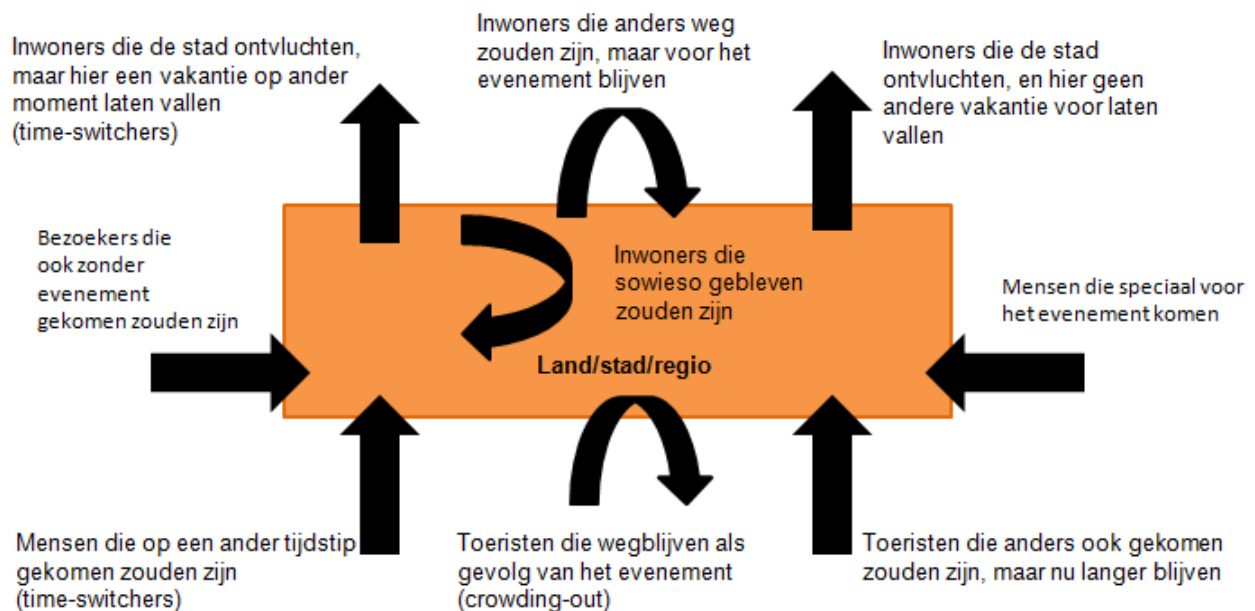 Inwoners die de stad ontvluchten,
maar hier een vakantie op ander
moment laten vallen
(time-switchers)
Inwoners die anders weg
zouden zijn, maar voor het
evenement blijven
Inwoners die de stad
ontvluchten, en hier geen
andere vakantie voor laten
vallen
Bezoekers die
ook zonder
evenement
gekomen zouden zijn
Inwoners die
sowieso gebleven
zouden zijn
Mensen die speciaal voor
het evenement komen
Land/stad/regio
Mensen die op een ander tijdstip
gekomen zouden zijn
(time-switchers)
Toeristen die wegblijven als
gevolg van het evenement
(crowding-out)
Toeristen die anders ook gekomen
zouden zijn, maar nu langer blijven